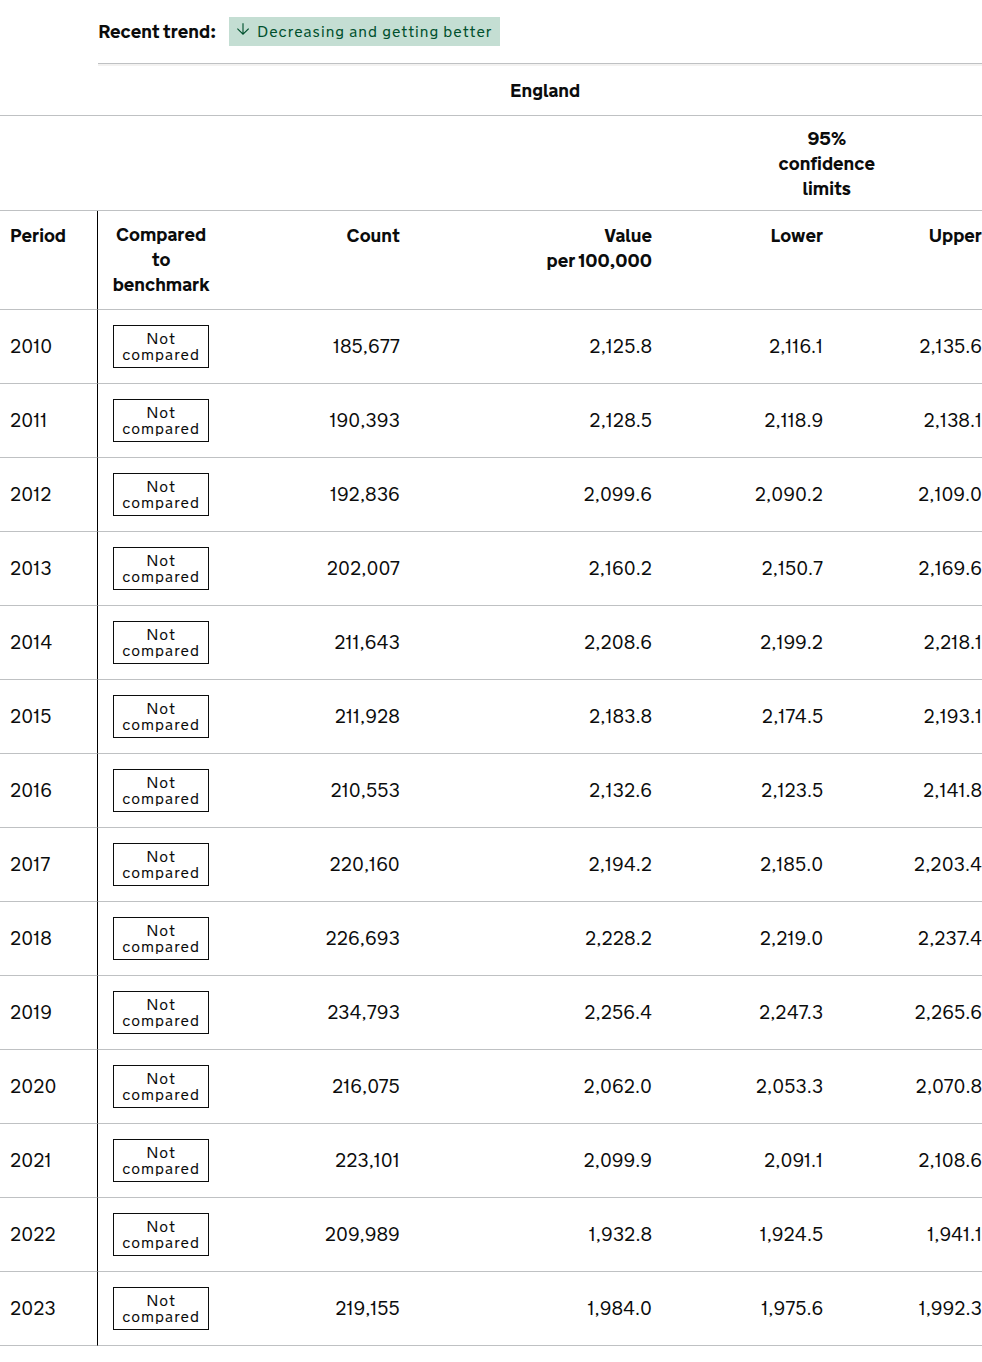 Recent trend: ↓ Decreasing and getting better
England
95%
confidence
limits
Period Compared to benchmark Count Value per 100,000 Lower Upper
2010 Not compared 185,677 2,125.8 2,116.1 2,135.6
2011 Not compared 190,393 2,128.5 2,118.9 2,138.1
2012 Not compared 192,836 2,099.6 2,090.2 2,109.0
2013 Not compared 202,007 2,160.2 2,150.7 2,169.6
2014 Not compared 211,643 2,208.6 2,199.2 2,218.1
2015 Not compared 211,928 2,183.8 2,174.5 2,193.1
2016 Not compared 210,553 2,132.6 2,123.5 2,141.8
2017 Not compared 220,160 2,194.2 2,185.0 2,203.4
2018 Not compared 226,693 2,228.2 2,219.0 2,237.4
2019 Not compared 234,793 2,256.4 2,247.3 2,265.6
2020 Not compared 216,075 2,062.0 2,053.3 2,070.8
2021 Not compared 223,101 2,099.9 2,091.1 2,108.6
2022 Not compared 209,989 1,932.8 1,924.5 1,941.1
2023 Not compared 219,155 1,984.0 1,975.6 1,992.3